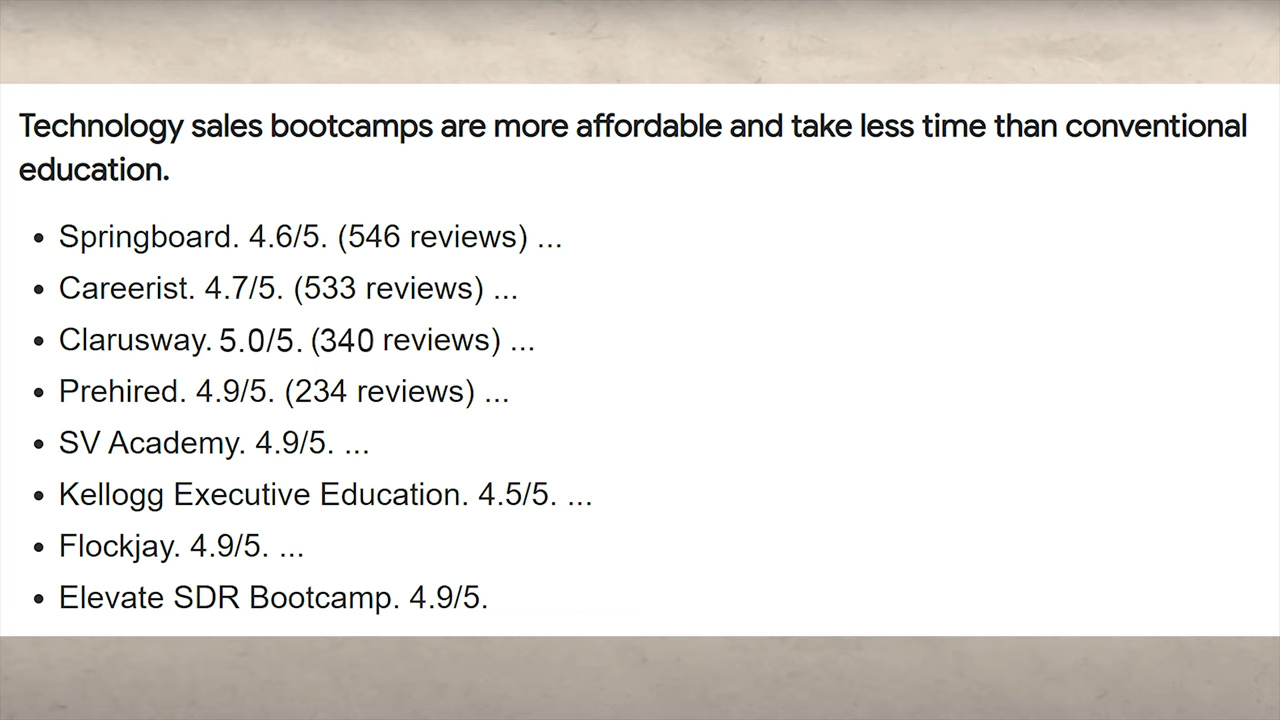 Technology sales bootcamps are more affordable and take less time than conventional
education.
• Springboard. 4.6/5. (546 reviews) ...
• Careerist. 4.7/5. (533 reviews) ...
• Clarusway. 5.0/5. (340 reviews) ...
• Prehired. 4.9/5. (234 reviews) ...
• SV Academy. 4.9/5. ...
• Kellogg Executive Education. 4.5/5. ...
• Flockjay. 4.9/5. ...
• Elevate SDR Bootcamp. 4.9/5.